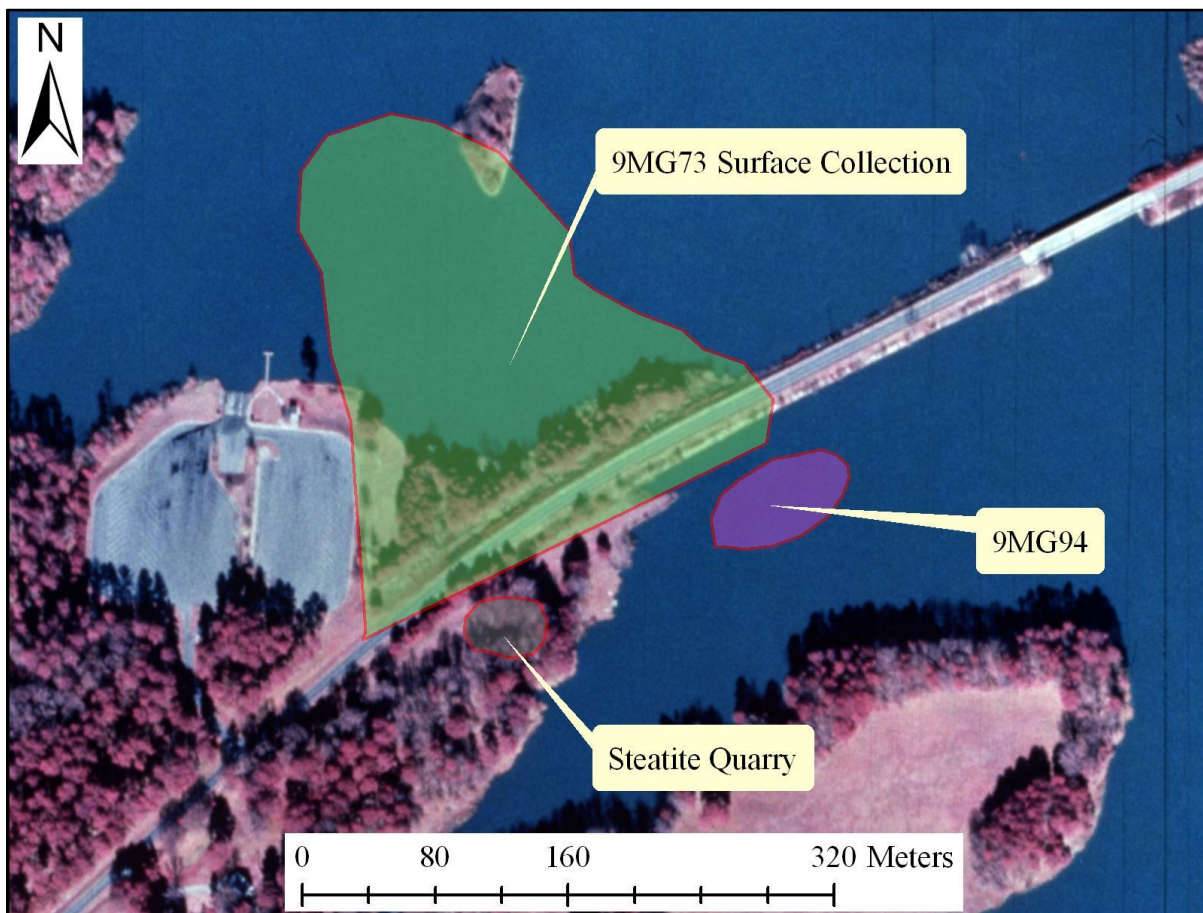 N
9MG73 Surface Collection
9MG94
Steatite Quarry
0 80 160 320 Meters